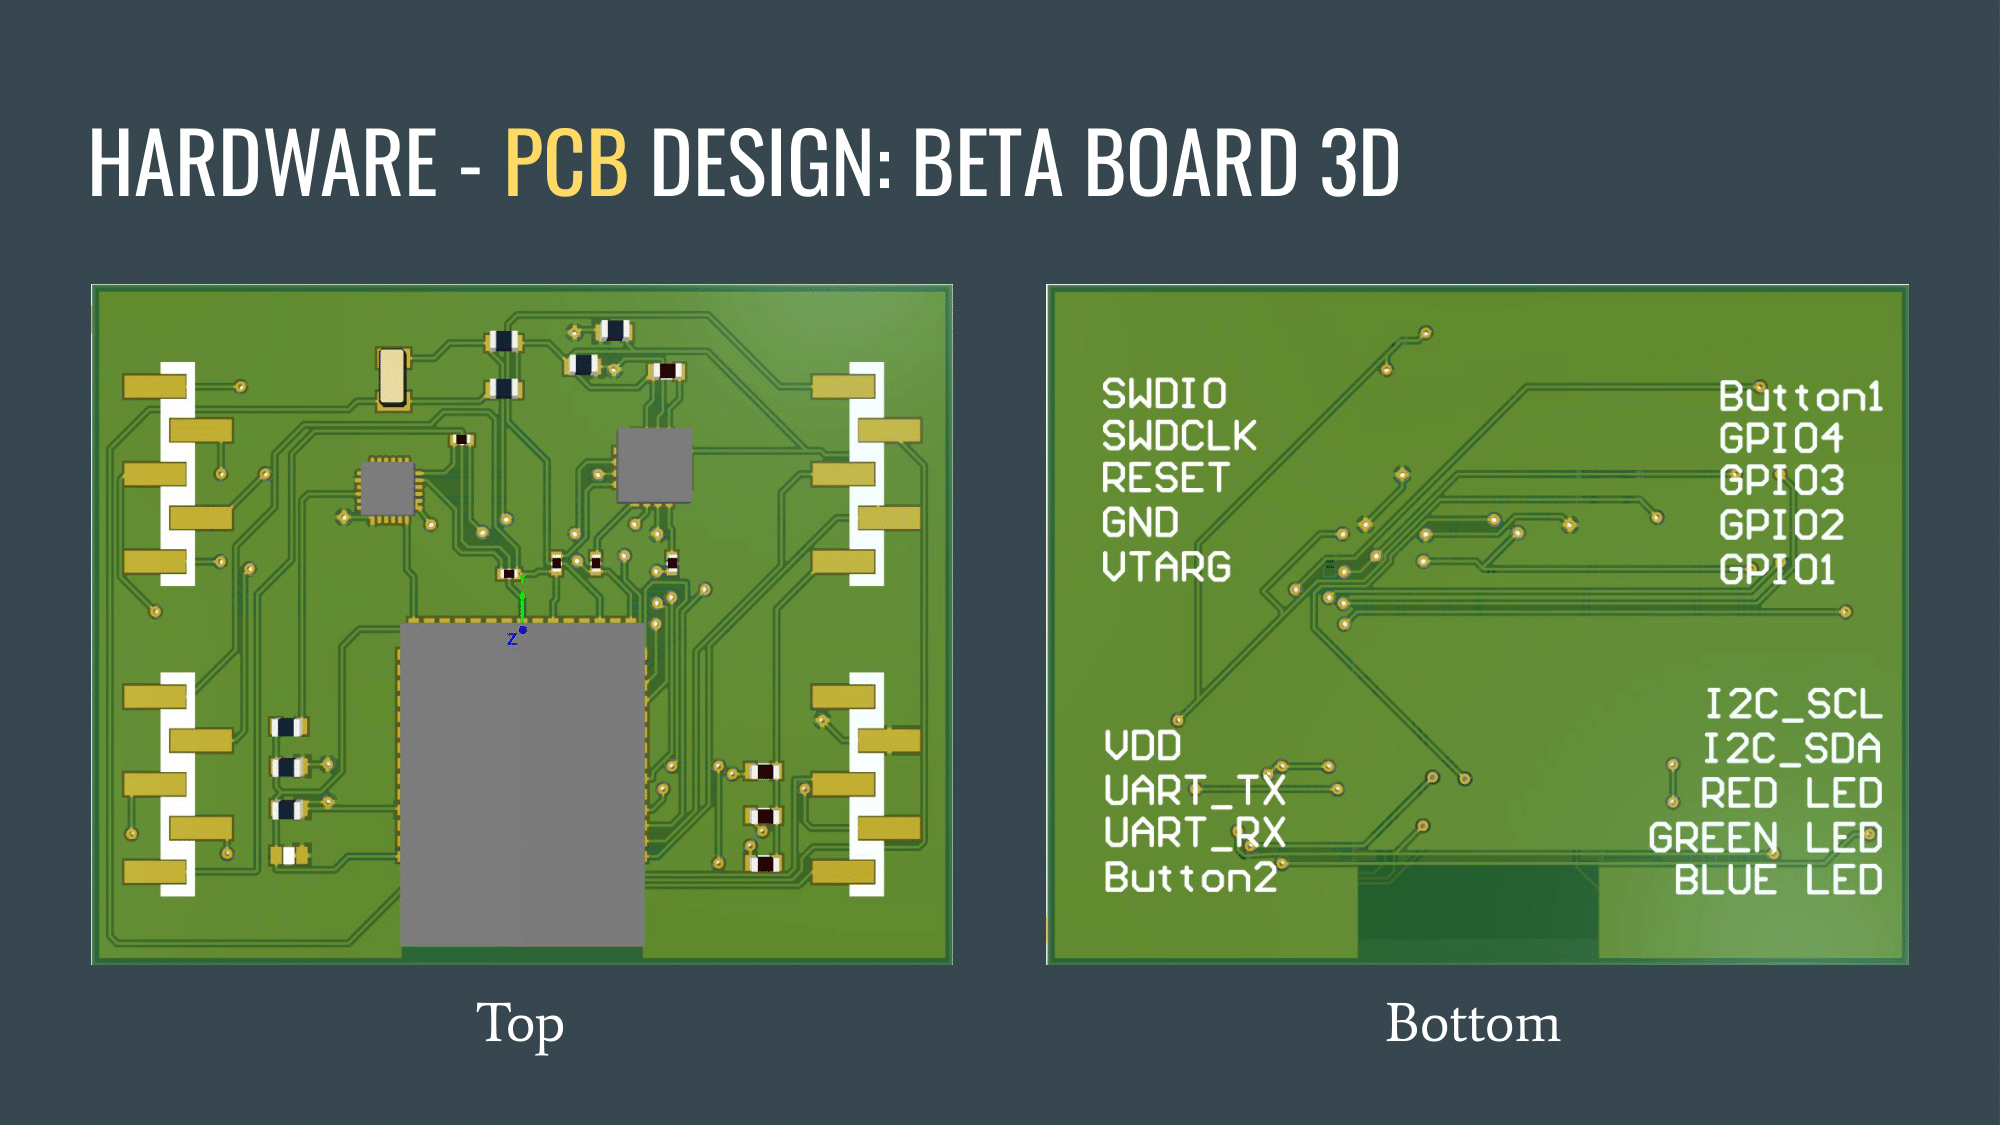 HARDWARE - PCB DESIGN: BETA BOARD 3D
Y
Z
SWDIO
SWDCLK
RESET
GND
VTARG
VDD
UART_TX
UART_RX
Button2
Button1
GPIO4
GPIO3
GPIO2
GPIO1
I2C_SCL
I2C_SDA
RED LED
GREEN LED
BLUE LED
Top
Bottom